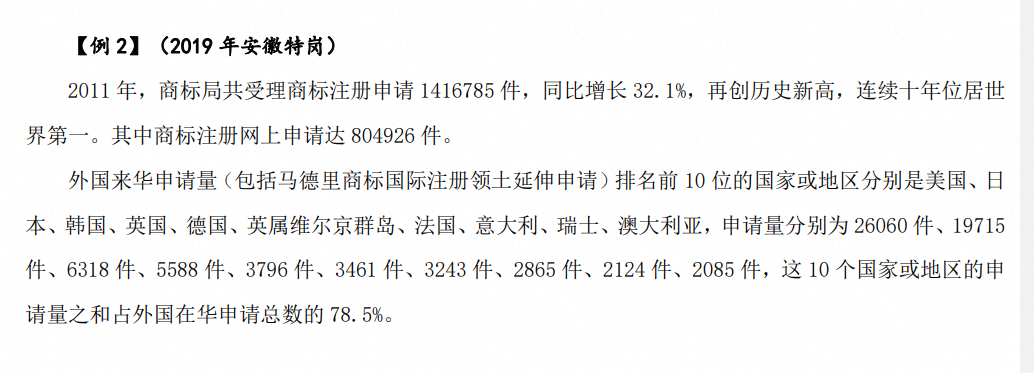 【例 2】（2019 年安徽特岗）
2011 年，商标局共受理商标注册申请 1416785 件，同比增长 32.1%，再创历史新高，连续十年位居世
界第一。其中商标注册网上申请达 804926 件。
外国来华申请量（包括马德里商标国际注册领土延伸申请）排名前 10 位的国家或地区分别是美国、日
本、韩国、英国、德国、英属维尔京群岛、法国、意大利、瑞士、澳大利亚，申请量分别为 26060 件、19715
件、6318 件、5588 件、3796 件、3461 件、3243 件、2865 件、2124 件、2085 件，这 10 个国家或地区的申
请量之和占外国在华申请总数的 78.5%。